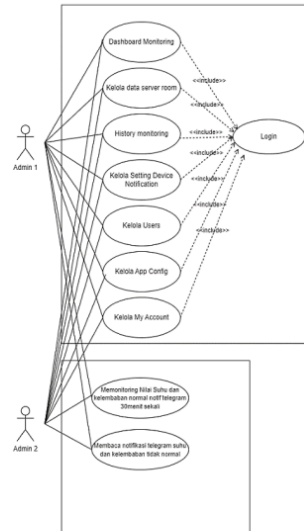 Dashboard Monitoring
<<include>>
Kelola data server room
<<include>>
History monitoring
<<include>>
Login
Admin 1
<<include>>
Kelola Setting Device
Notification
<<include>>
Kelola Users
<<include>>
<<include>>
Kelola App Config
Kelola My Account
Memonitoring Nilai Suhu dan
kelembaban normal notif telegram
30menit sekali
Admin 2
Membaca notifikasi telegram suhu
dan kelembaban tidak normal